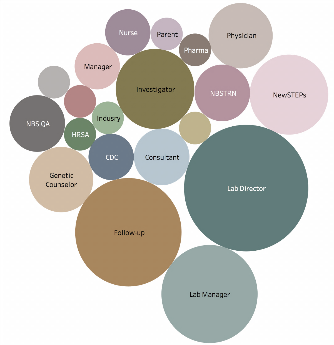 Nurse
Parent
Physician
Pharma
Manager
Investigator
NBSTRN
NewSTEPs
NBS QA
Indusry
HRSA
CDC
Consultant
Genetic
Counselor
Lab Director
Follow-up
Lab Manager